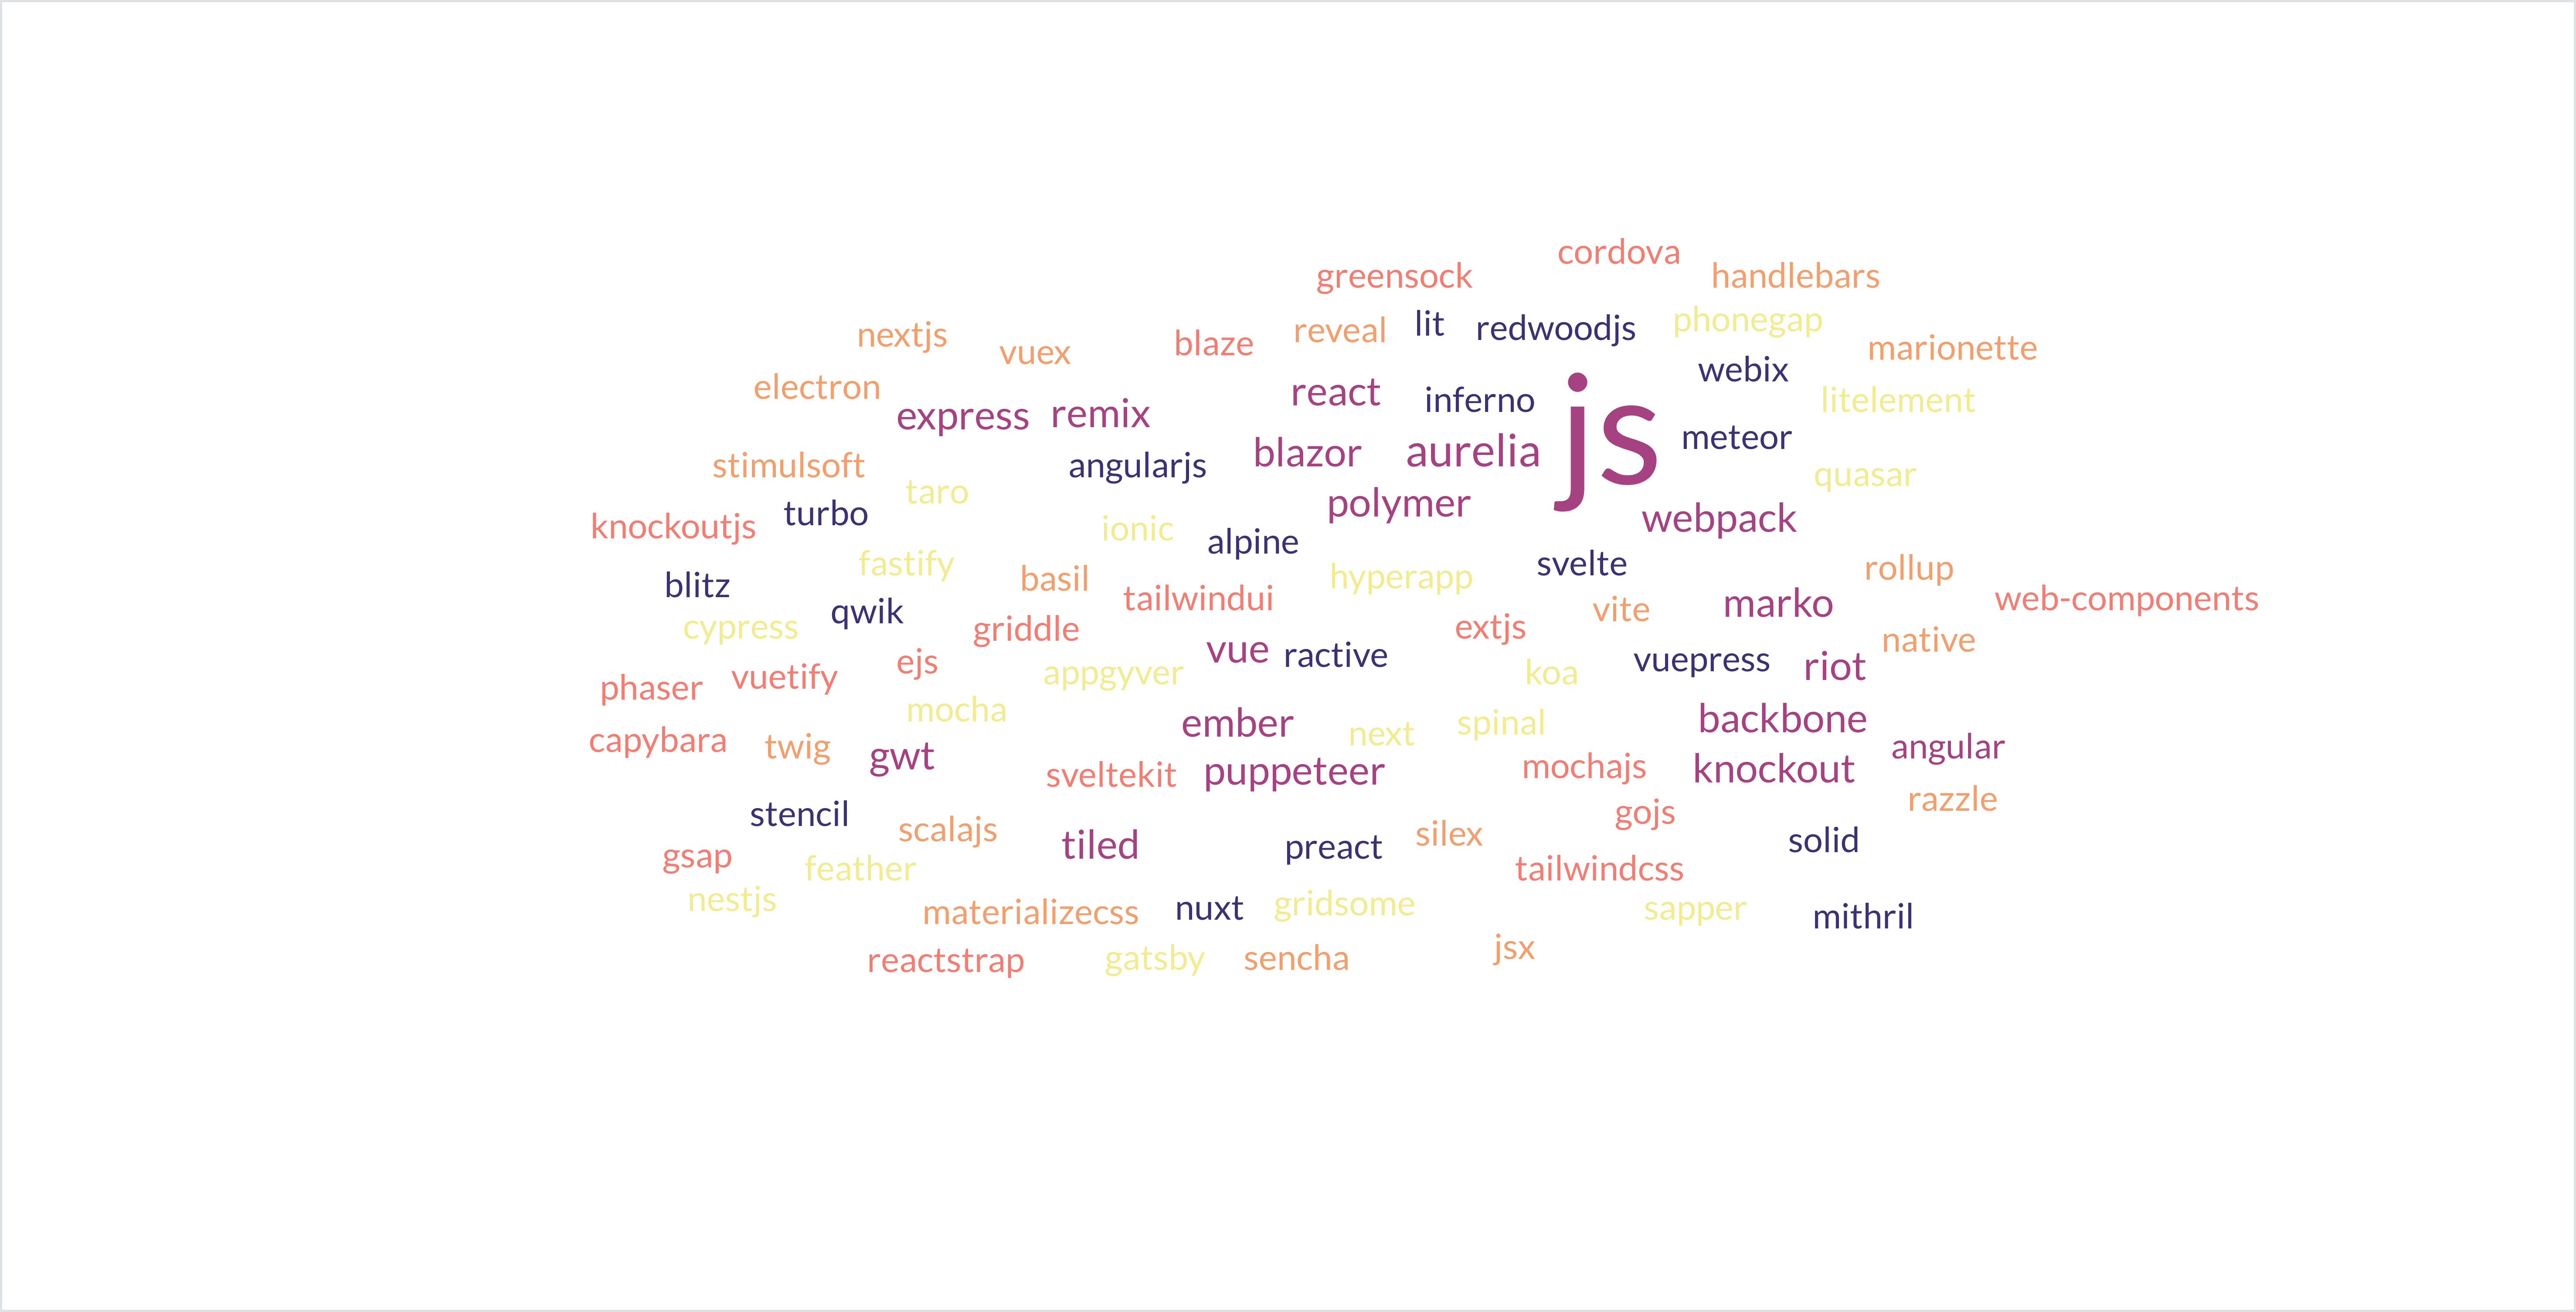 cordova
greensock
handlebars
nextjs
vuex
blaze
reveal
lit
redwoodjs
phonegap
marionette
electron
express
remix
react
inferno
js
webix
litelement
stimulsoft
angularjs
blazor
aurelia
meteor
quasar
taro
polymer
webpack
knockoutjs
turbo
ionic
alpine
svelte
fastify
basil
tailwindui
hyperapp
rollup
blitz
qwik
vite
marko
web-components
cypress
griddle
extjs
native
vue
ractive
vuepress
riot
phaser
vuetify
ejs
appgyver
koa
mocha
ember
next
spinal
backbone
capybara
twig
gwt
sveltekit
puppeteer
mochajs
knockout
angular
stencil
scalajs
gojs
razzle
gsap
feather
tiled
preact
silex
tailwindcss
solid
nestjs
materializecss
nuxt
gridsome
sapper
mithril
reactstrap
gatsby
sencha
jsx